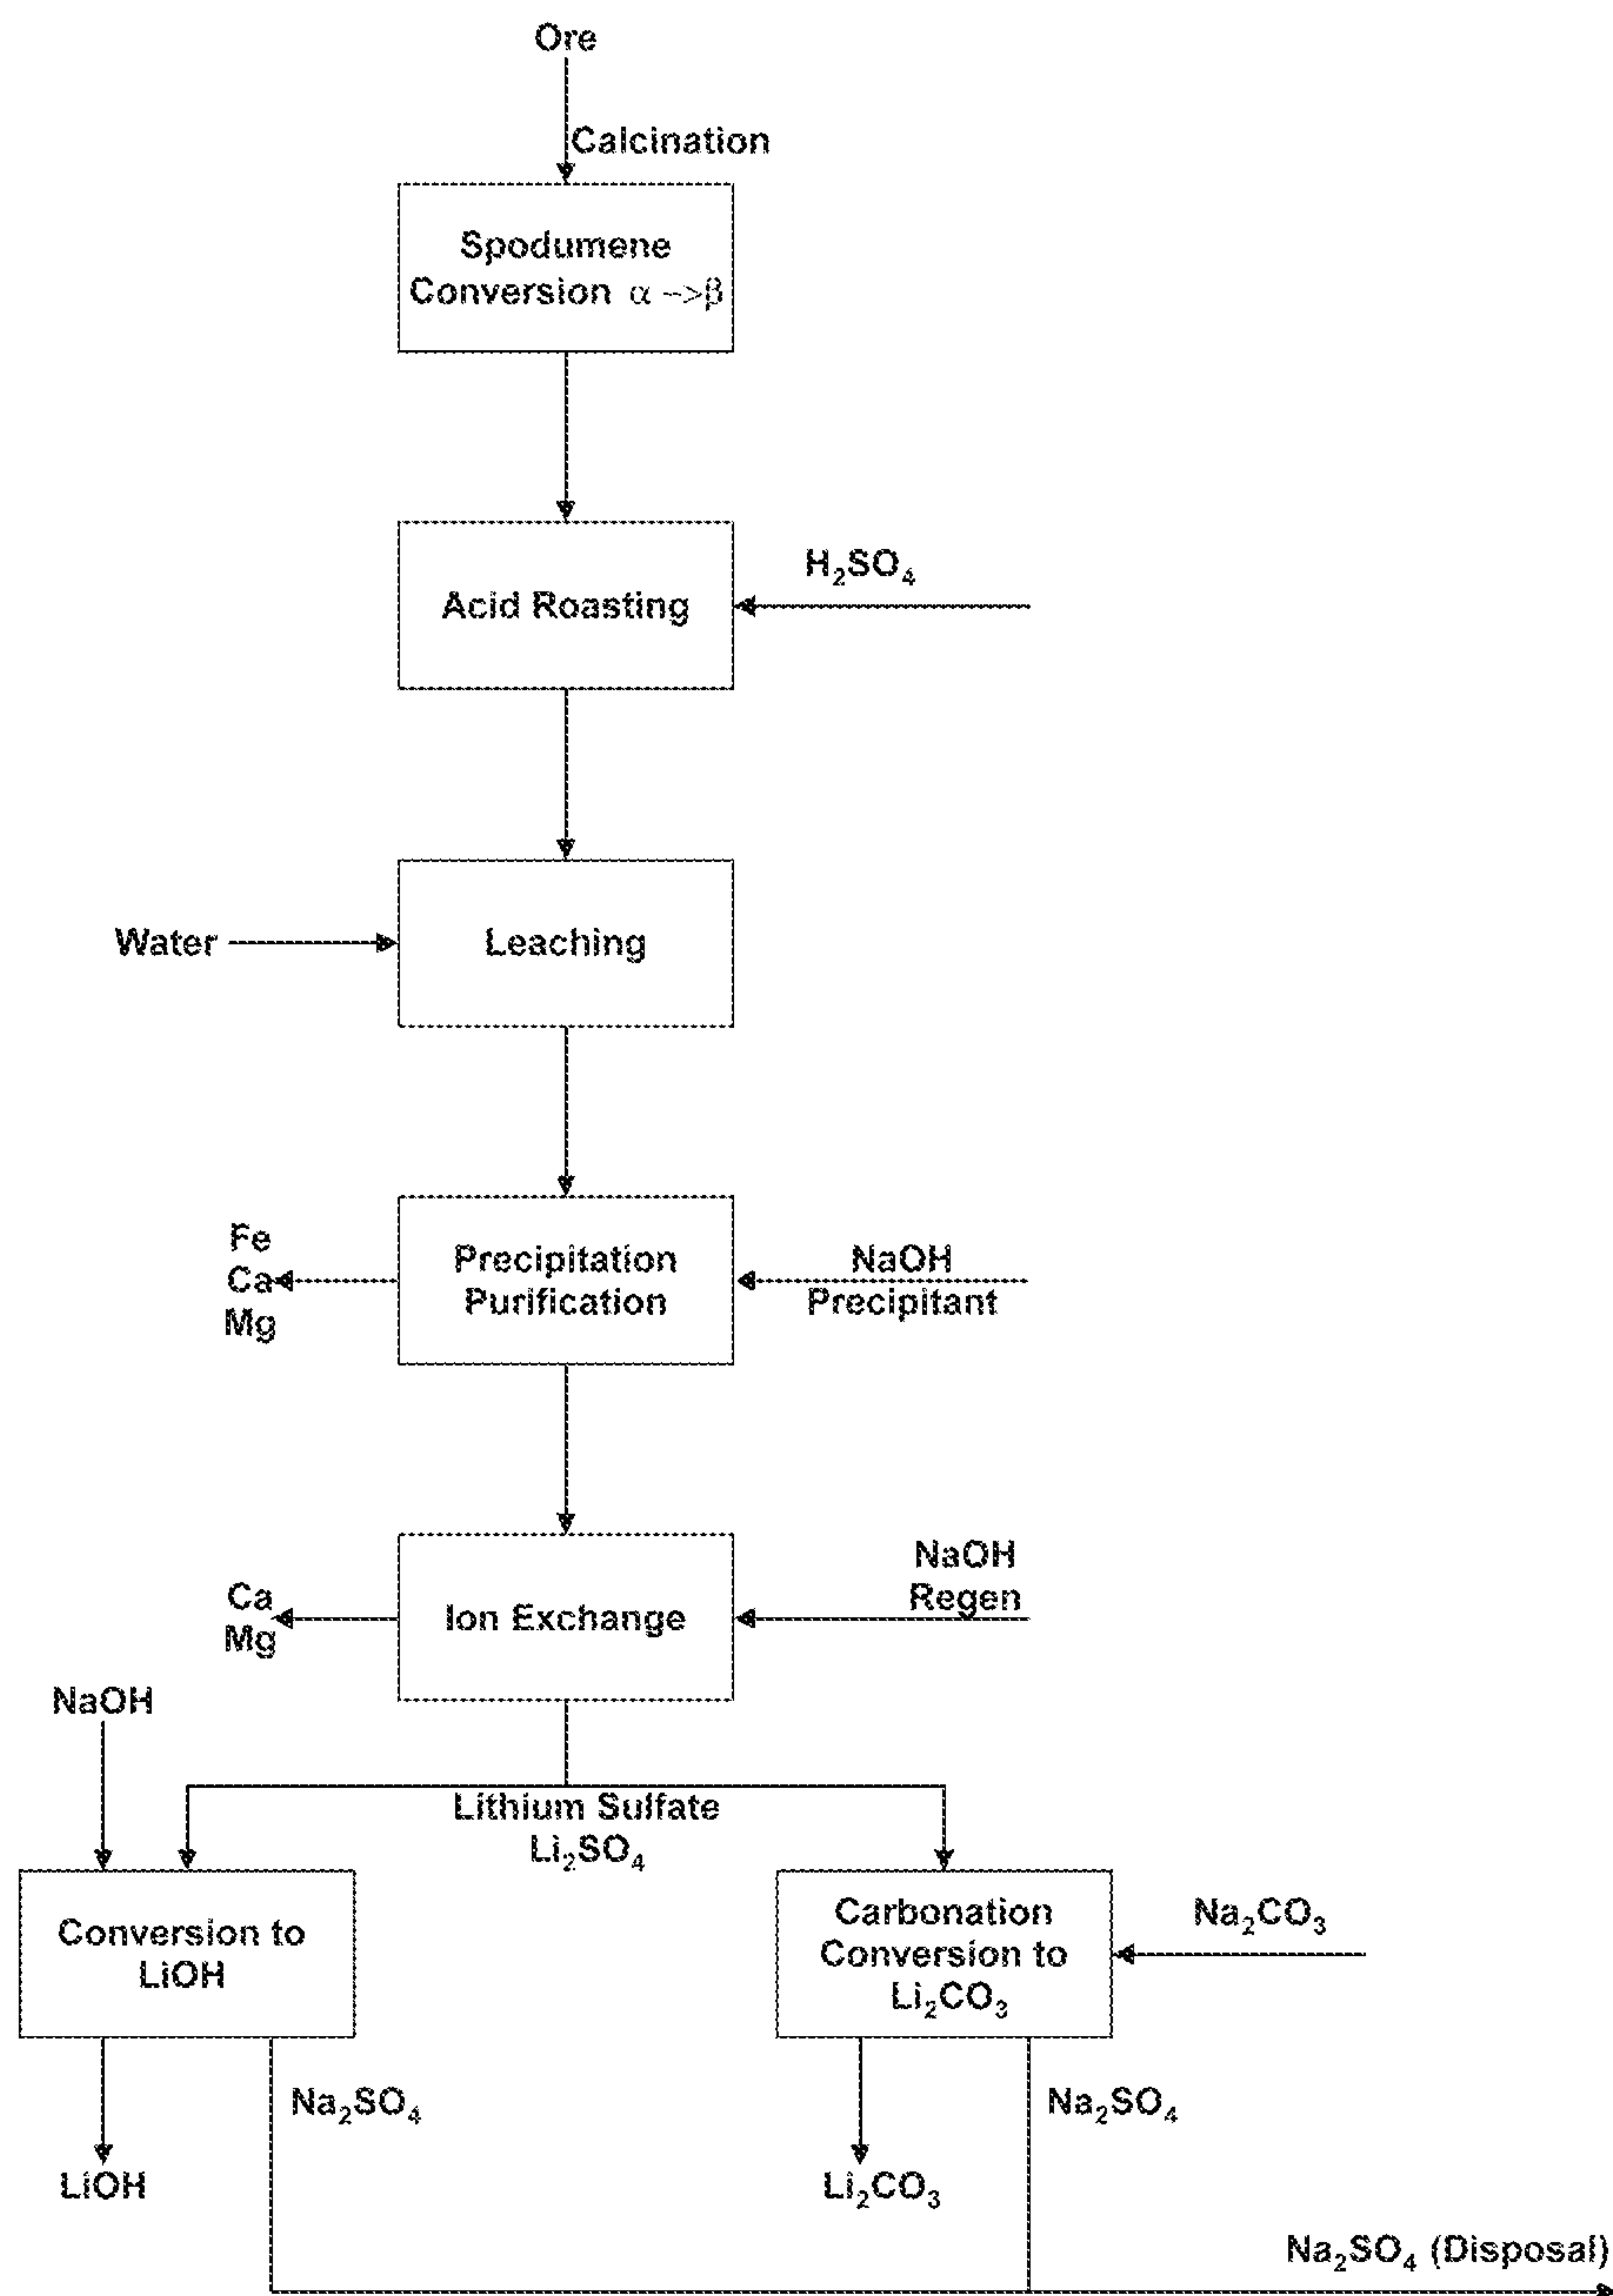 Ore
Calcination
Spodumene
Conversion α -->β
H₂SO₄
Acid Roasting
Water
Leaching
Fe
Ca
Mg
Precipitation
Purification
NaOH
Precipitant
Ca
Mg
Ion Exchange
NaOH
Regen
NaOH
Lithium Sulfate
Li₂SO₄
Conversion to
LiOH
Carbonation
Conversion to
Li₂CO₃
Na₂CO₃
Na₂SO₄
Na₂SO₄
LiOH
Li₂CO₃
Na₂SO₄ (Disposal)